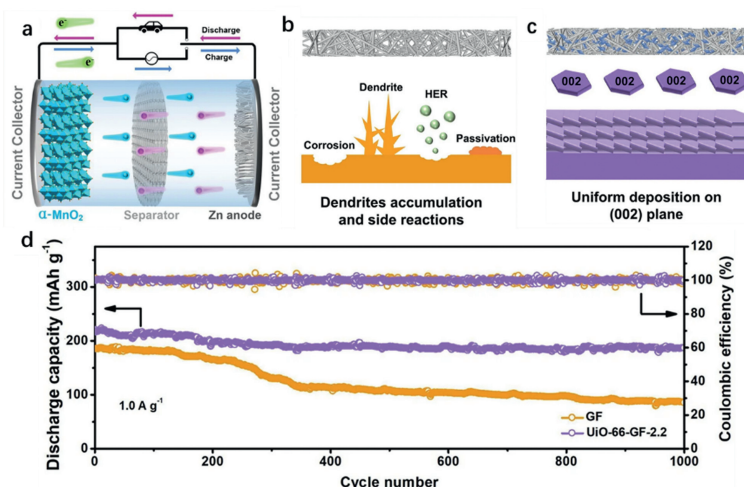 a
e⁻
e⁻
Discharge
Charge
Current Collector
Current Collector
α-MnO₂
Separator
Zn anode
b
Dendrite
HER
Corrosion
Passivation
Dendrites accumulation
and side reactions
c
002
002
002
002
Uniform deposition on
(002) plane
d
Discharge capacity (mAh g⁻¹)
300
200
100
0
120
100
80
60
40
20
0
Coulombic efficiency (%)
1.0 A g⁻¹
GF
UiO-66-GF-2.2
0
200
400
600
800
1000
Cycle number